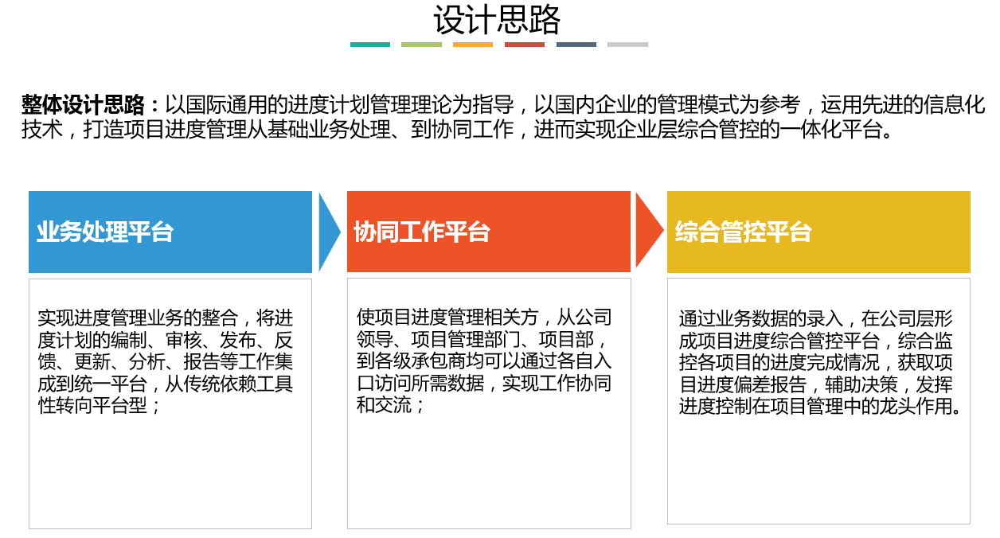 设计思路
整体设计思路：以国际通用的进度计划管理理论为指导，以国内企业的管理模式为参考，运用先进的信息化
技术，打造项目进度管理从基础业务处理、到协同工作，进而实现企业层综合管控的一体化平台。
业务处理平台
实现进度管理业务的整合，将进
度计划的编制、审核、发布、反
馈、更新、分析、报告等工作集
成到统一平台，从传统依赖工具
性转向平台型；
协同工作平台
使项目进度管理相关方，从公司
领导、项目管理部门、项目部，
到各级承包商均可以通过各自入
口访问所需数据，实现工作协同
和交流；
综合管控平台
通过业务数据的录入，在公司层形
成项目进度综合管控平台，综合监
控各项目的进度完成情况，获取项
目进度偏差报告，辅助决策，发挥
进度控制在项目管理中的龙头作用。